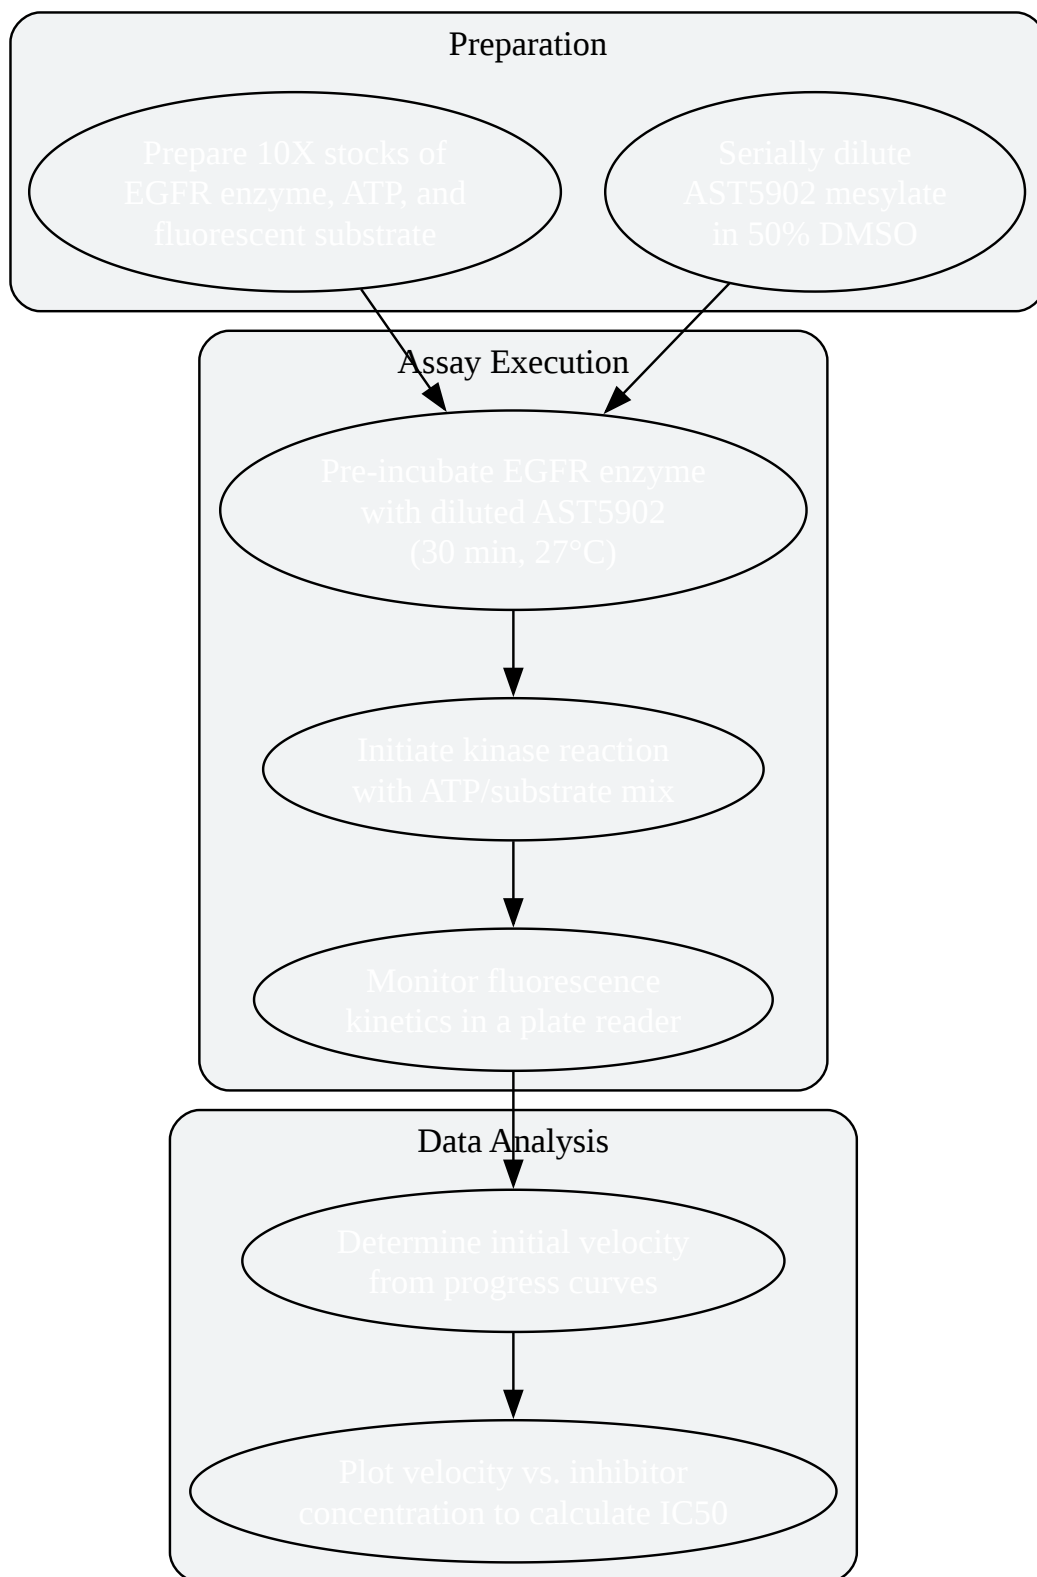 Preparation
Prepare 10X stocks of
EGFR enzyme, ATP, and
fluorescent substrate
Serially dilute
AST5902 mesylate
in 50% DMSO
Assay Execution
Pre-incubate EGFR enzyme
with diluted AST5902
(30 min, 27°C)
Initiate kinase reaction
with ATP/substrate mix
Monitor fluorescence
kinetics in a plate reader
Data Analysis
Determine initial velocity
from progress curves
Plot velocity vs. inhibitor
concentration to calculate IC50